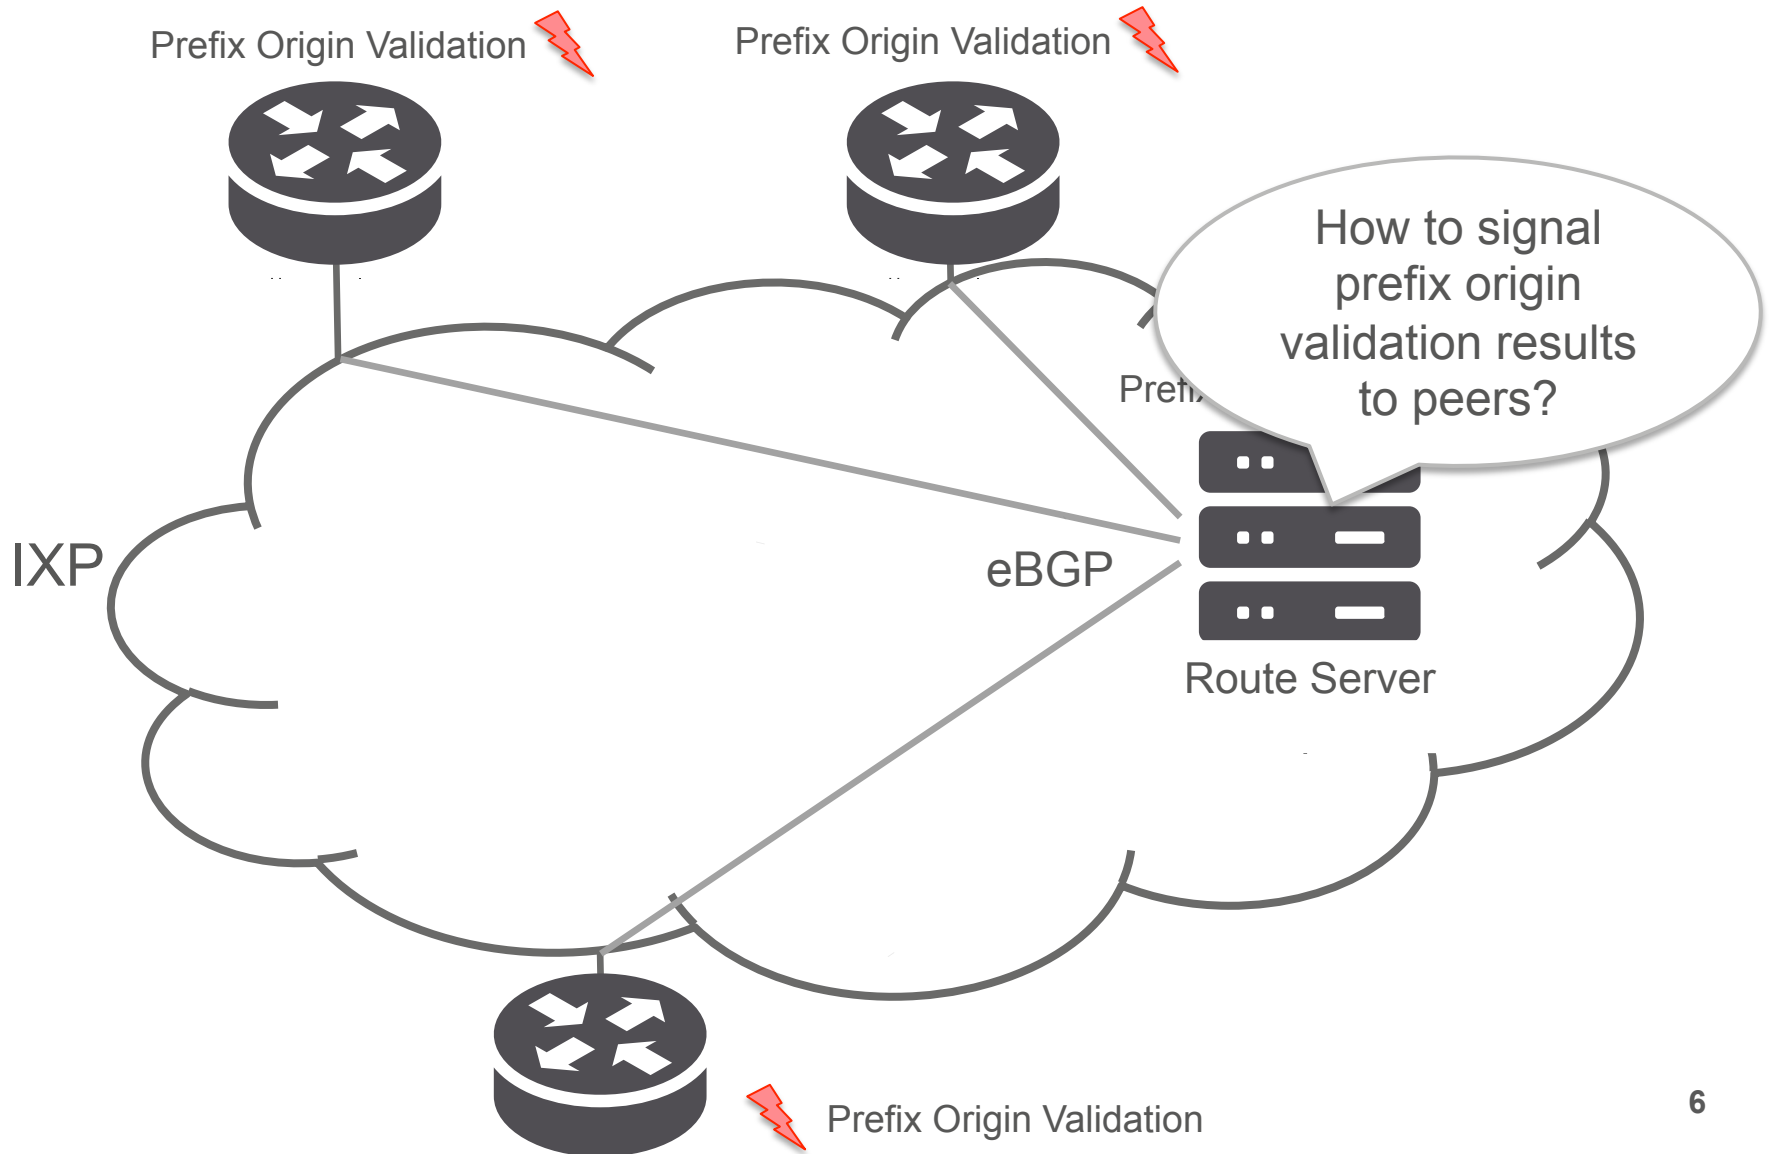 Prefix Origin Validation
Prefix Origin Validation
How to signal
prefix origin
validation results
to peers?
IXP
eBGP
Route Server
Prefix Origin Validation
6